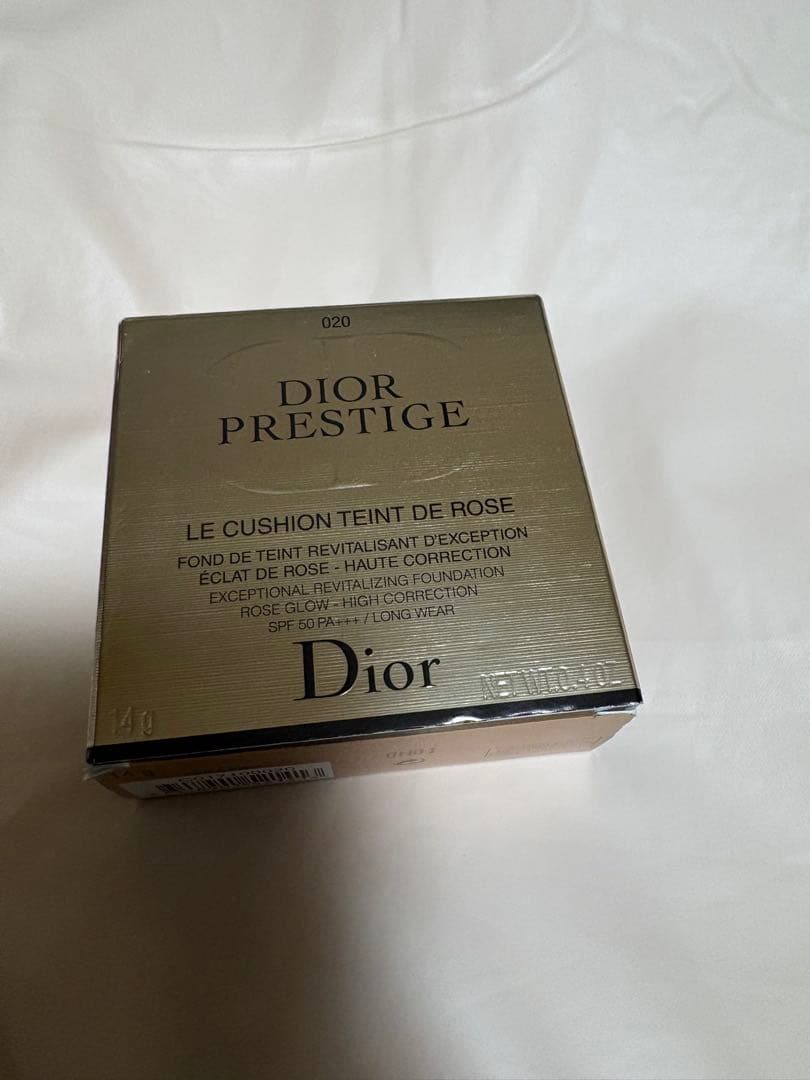 020
DIOR
PRESTIGE
LE CUSHION TEINT DE ROSE
FOND DE TEINT REVITALISANT D'EXCEPTION
ÉCLAT DE ROSE - HAUTE CORRECTION
EXCEPTIONAL REVITALIZING FOUNDATION
ROSE GLOW - HIGH CORRECTION
SPF 50 PA+++ / LONG WEAR
Dior
14 g
NET WT. 0.4 OZ